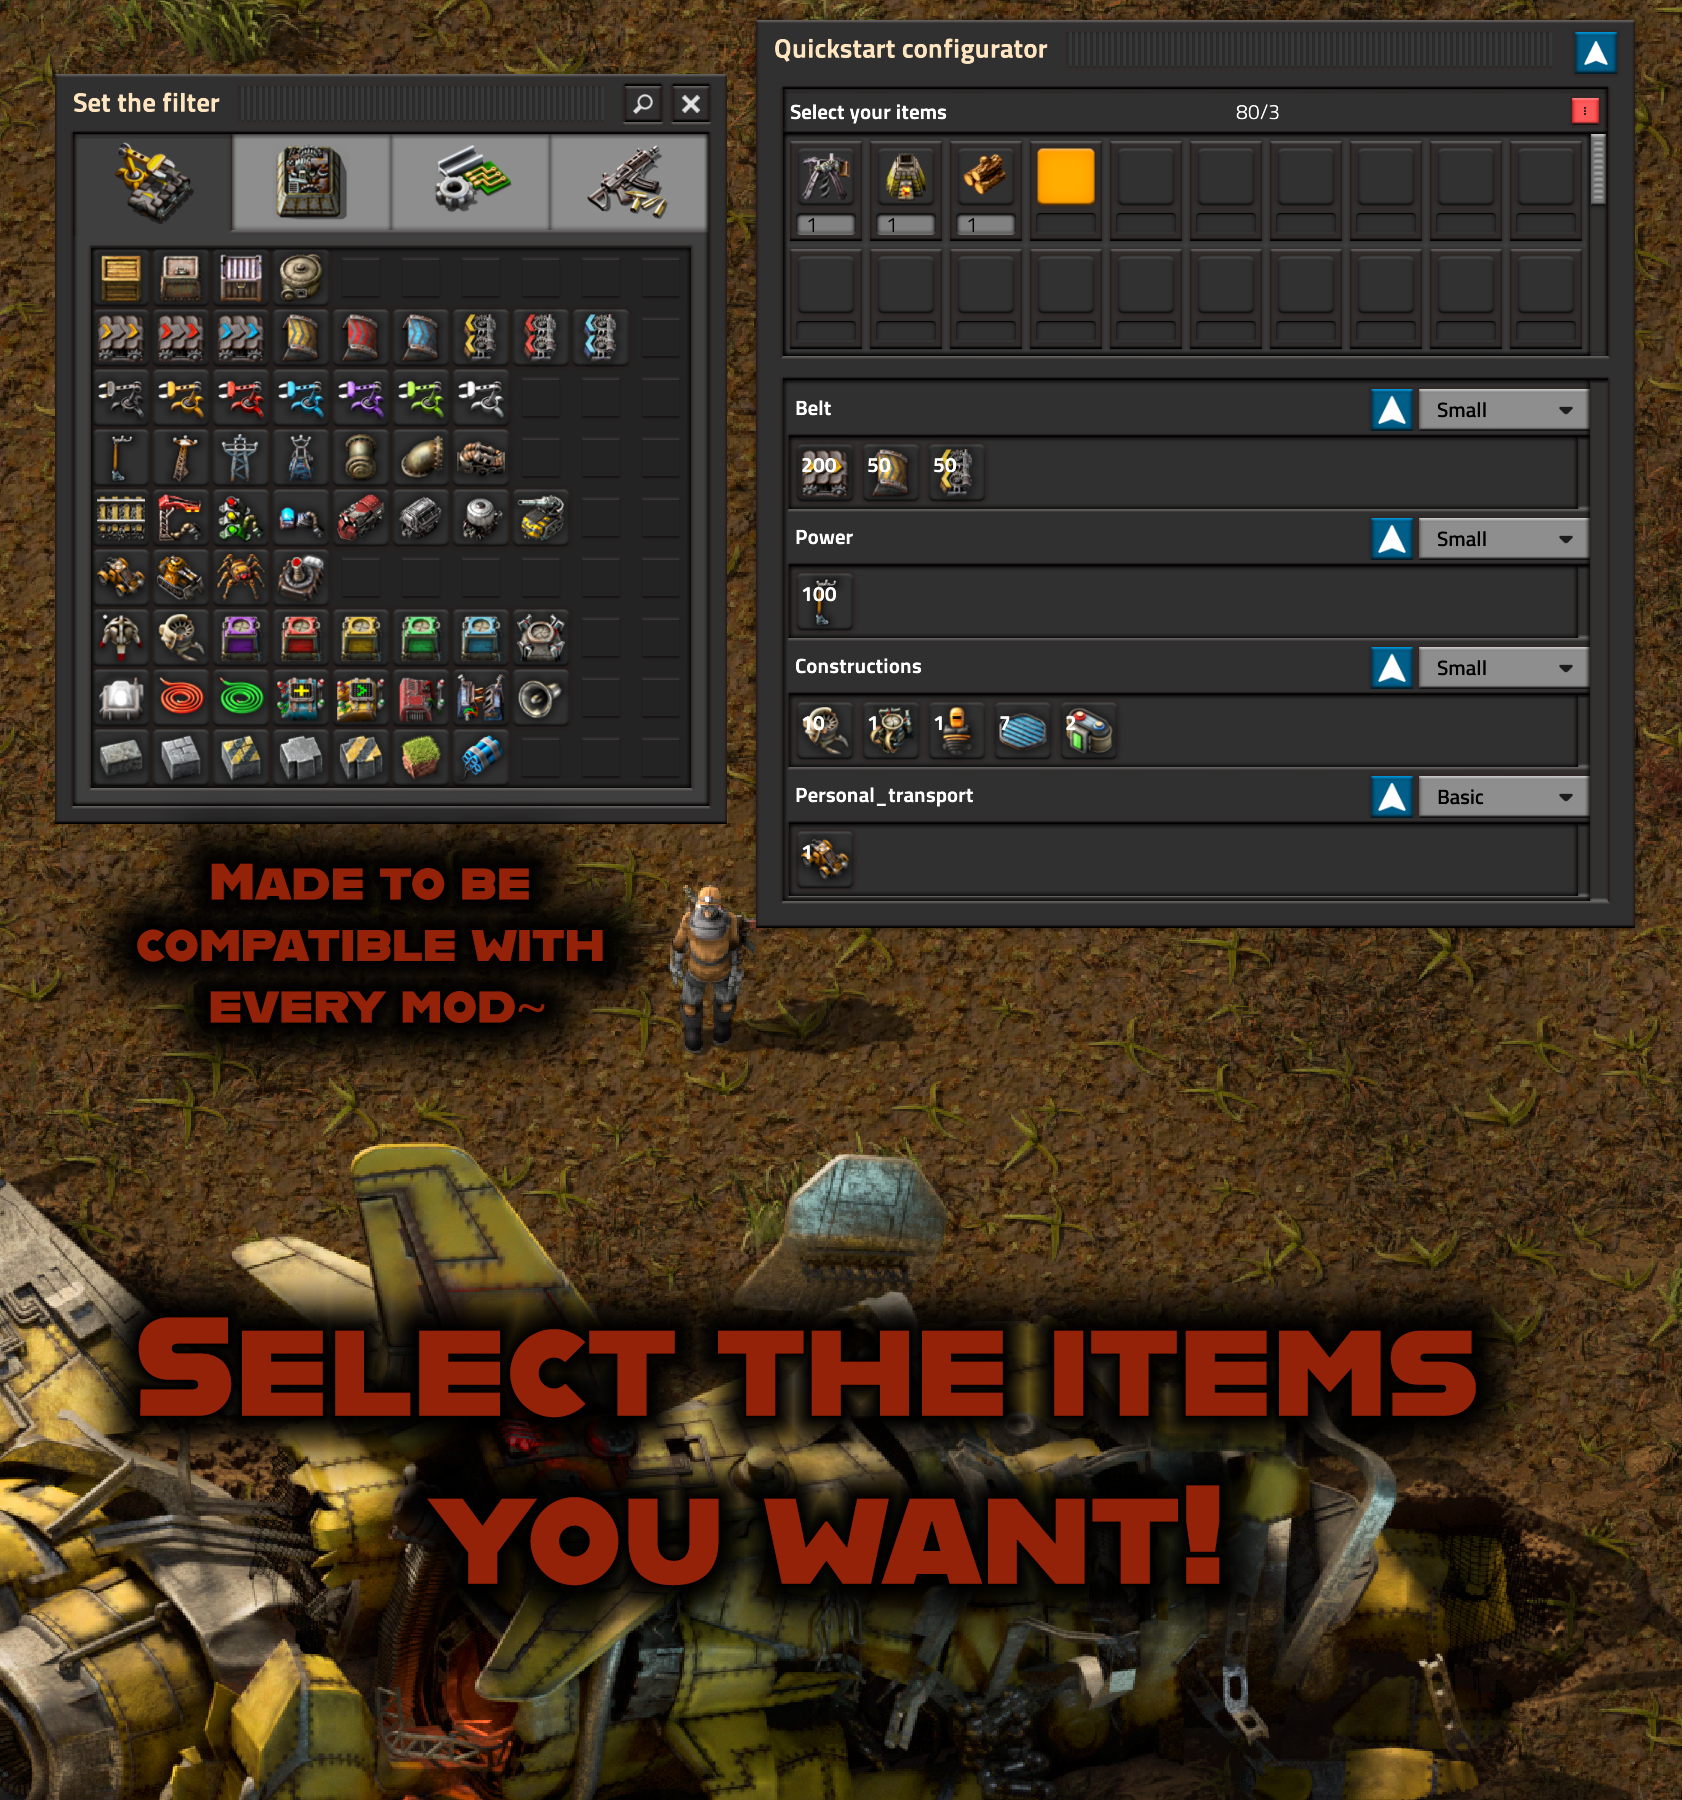 Set the filter
Quickstart configurator
Select your items 80/3
1 1 1
Belt Small
200 50 50
Power Small
100
Constructions Small
10 1 1 7 2
Personal_transport Basic
1
MADE TO BE
COMPATIBLE WITH
EVERY MOD~
SELECT THE ITEMS
YOU WANT!